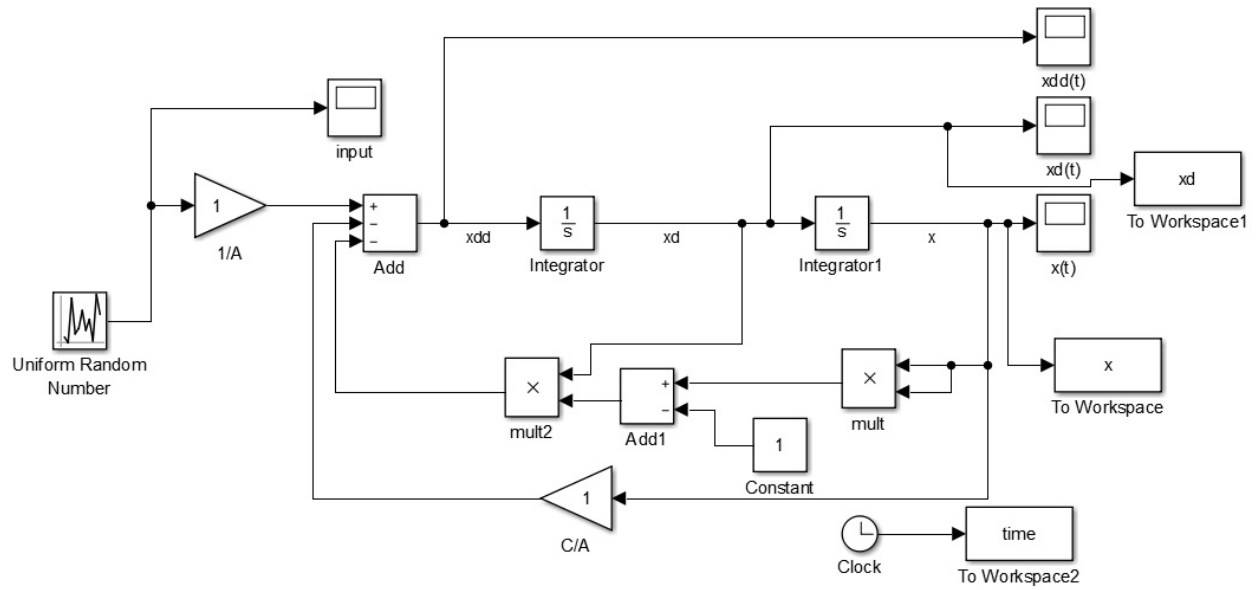 xdd(t)
input
xd(t)
xd
To Workspace1
1
1/A
+
−
−
Add
xdd
1
s
Integrator
xd
1
s
Integrator1
x
x(t)
Uniform Random
Number
×
mult2
+
−
Add1
×
mult
x
To Workspace
1
Constant
1
C/A
Clock
time
To Workspace2